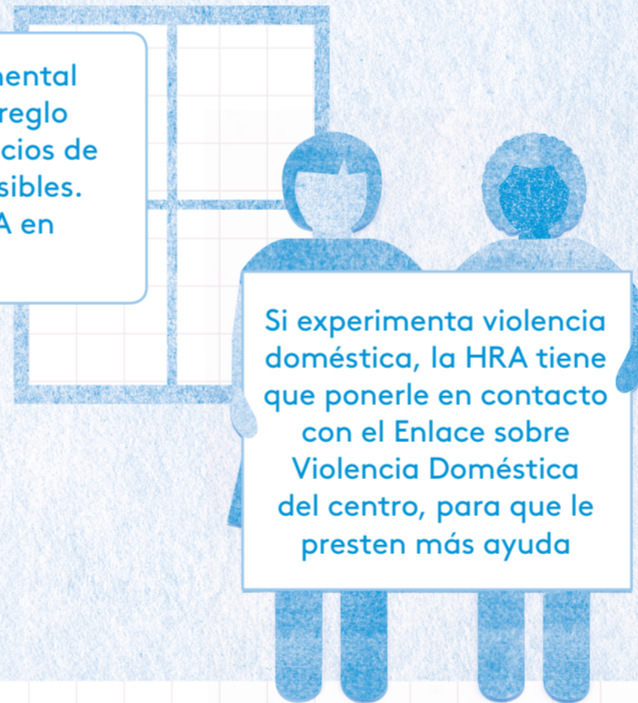 mental
reglo
cios de
sibles.
A en
Si experimenta violencia
doméstica, la HRA tiene
que ponerle en contacto
con el Enlace sobre
Violencia Doméstica
del centro, para que le
presten más ayuda